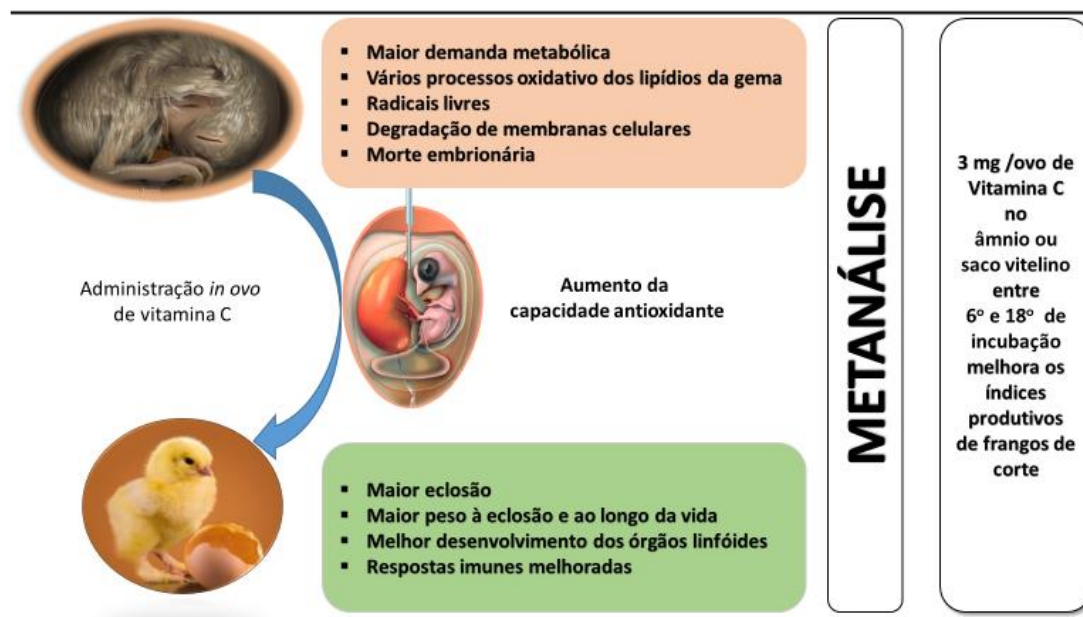 Maior demanda metabólica
Vários processos oxidativo dos lipídios da gema
Radicais livres
Degradação de membranas celulares
Morte embrionária
Administração in ovo
de vitamina C
Aumento da
capacidade antioxidante
Maior eclosão
Maior peso à eclosão e ao longo da vida
Melhor desenvolvimento dos órgãos linfóides
Respostas imunes melhoradas
METANÁLISE
3 mg /ovo de
Vitamina C
no
âmnio ou
saco vitelino
entre
6º e 18º de
incubação
melhora os
índices
produtivos
de frangos de
corte